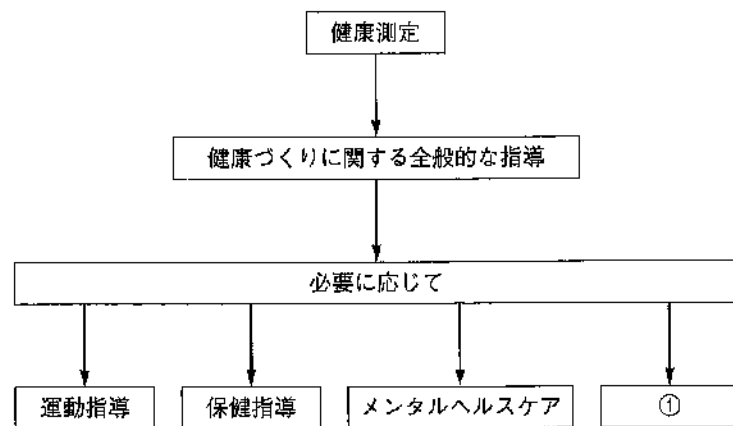 健康測定
健康づくりに関する全般的な指導
必要に応じて
運動指導
保健指導
メンタルヘルスケア
①